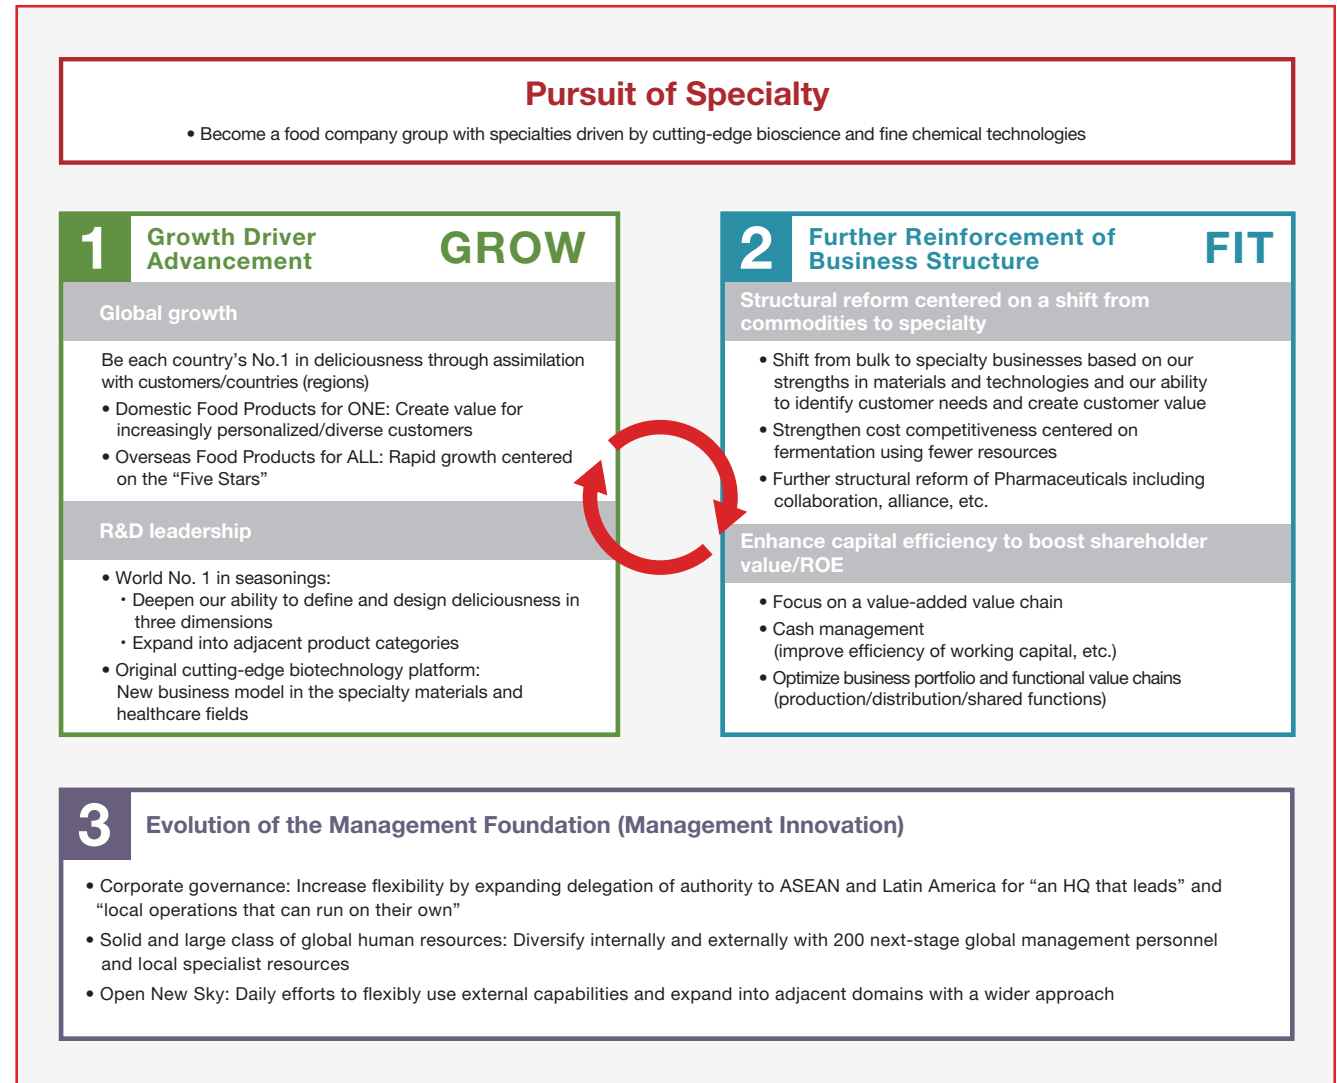 Pursuit of Specialty
• Become a food company group with specialties driven by cutting-edge bioscience and fine chemical technologies
1
Growth Driver
Advancement
GROW
Global growth
Be each country's No.1 in deliciousness through assimilation
with customers/countries (regions)
• Domestic Food Products for ONE: Create value for
increasingly personalized/diverse customers
• Overseas Food Products for ALL: Rapid growth centered
on the “Five Stars”
R&D leadership
• World No. 1 in seasonings:
・Deepen our ability to define and design deliciousness in
three dimensions
・Expand into adjacent product categories
• Original cutting-edge biotechnology platform:
New business model in the specialty materials and
healthcare fields
2
Further Reinforcement of
Business Structure
FIT
Structural reform centered on a shift from
commodities to specialty
• Shift from bulk to specialty businesses based on our
strengths in materials and technologies and our ability
to identify customer needs and create customer value
• Strengthen cost competitiveness centered on
fermentation using fewer resources
• Further structural reform of Pharmaceuticals including
collaboration, alliance, etc.
Enhance capital efficiency to boost shareholder
value/ROE
• Focus on a value-added value chain
• Cash management
(improve efficiency of working capital, etc.)
• Optimize business portfolio and functional value chains
(production/distribution/shared functions)
3
Evolution of the Management Foundation (Management Innovation)
• Corporate governance: Increase flexibility by expanding delegation of authority to ASEAN and Latin America for “an HQ that leads” and
“local operations that can run on their own”
• Solid and large class of global human resources: Diversify internally and externally with 200 next-stage global management personnel
and local specialist resources
• Open New Sky: Daily efforts to flexibly use external capabilities and expand into adjacent domains with a wider approach